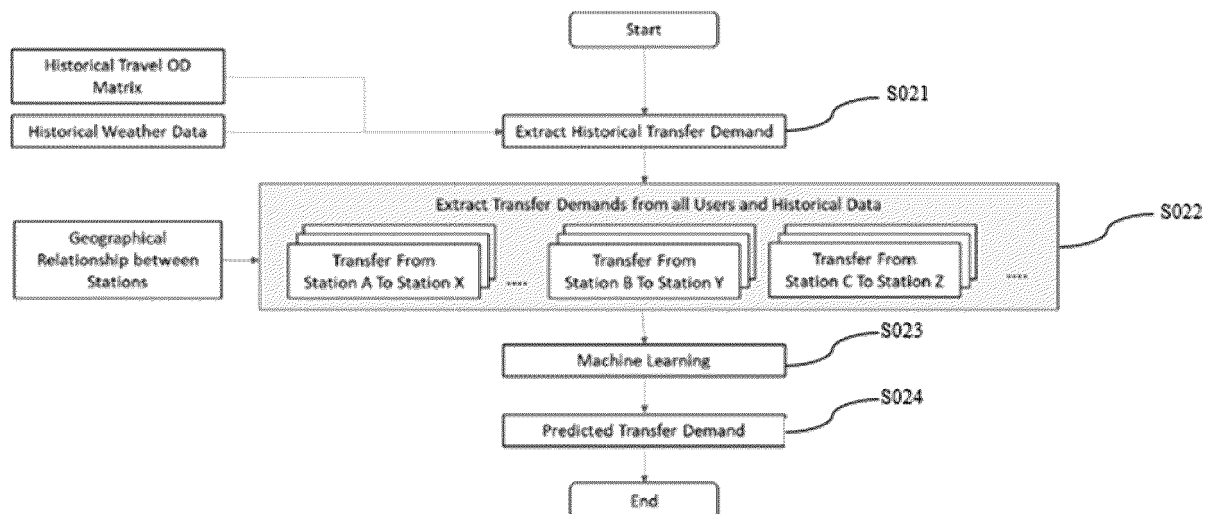 Start
Historical Travel OD
Matrix
Historical Weather Data
S021
Extract Historical Transfer Demand
Extract Transfer Demands from all Users and Historical Data
S022
Geographical
Relationship between
Stations
Transfer From
Station A To Station X
....
Transfer From
Station B To Station Y
Transfer From
Station C To Station Z
....
S023
Machine Learning
S024
Predicted Transfer Demand
End